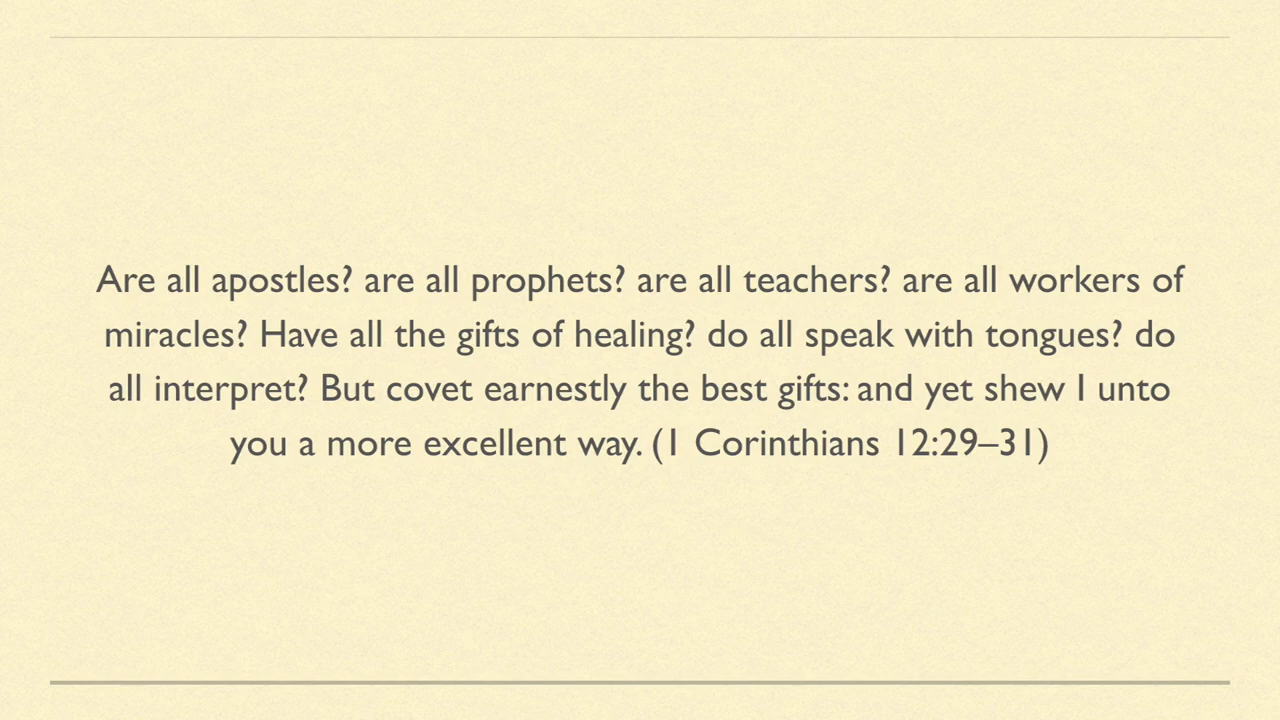 Are all apostles? are all prophets? are all teachers? are all workers of
miracles? Have all the gifts of healing? do all speak with tongues? do
all interpret? But covet earnestly the best gifts: and yet shew I unto
you a more excellent way. (1 Corinthians 12:29–31)